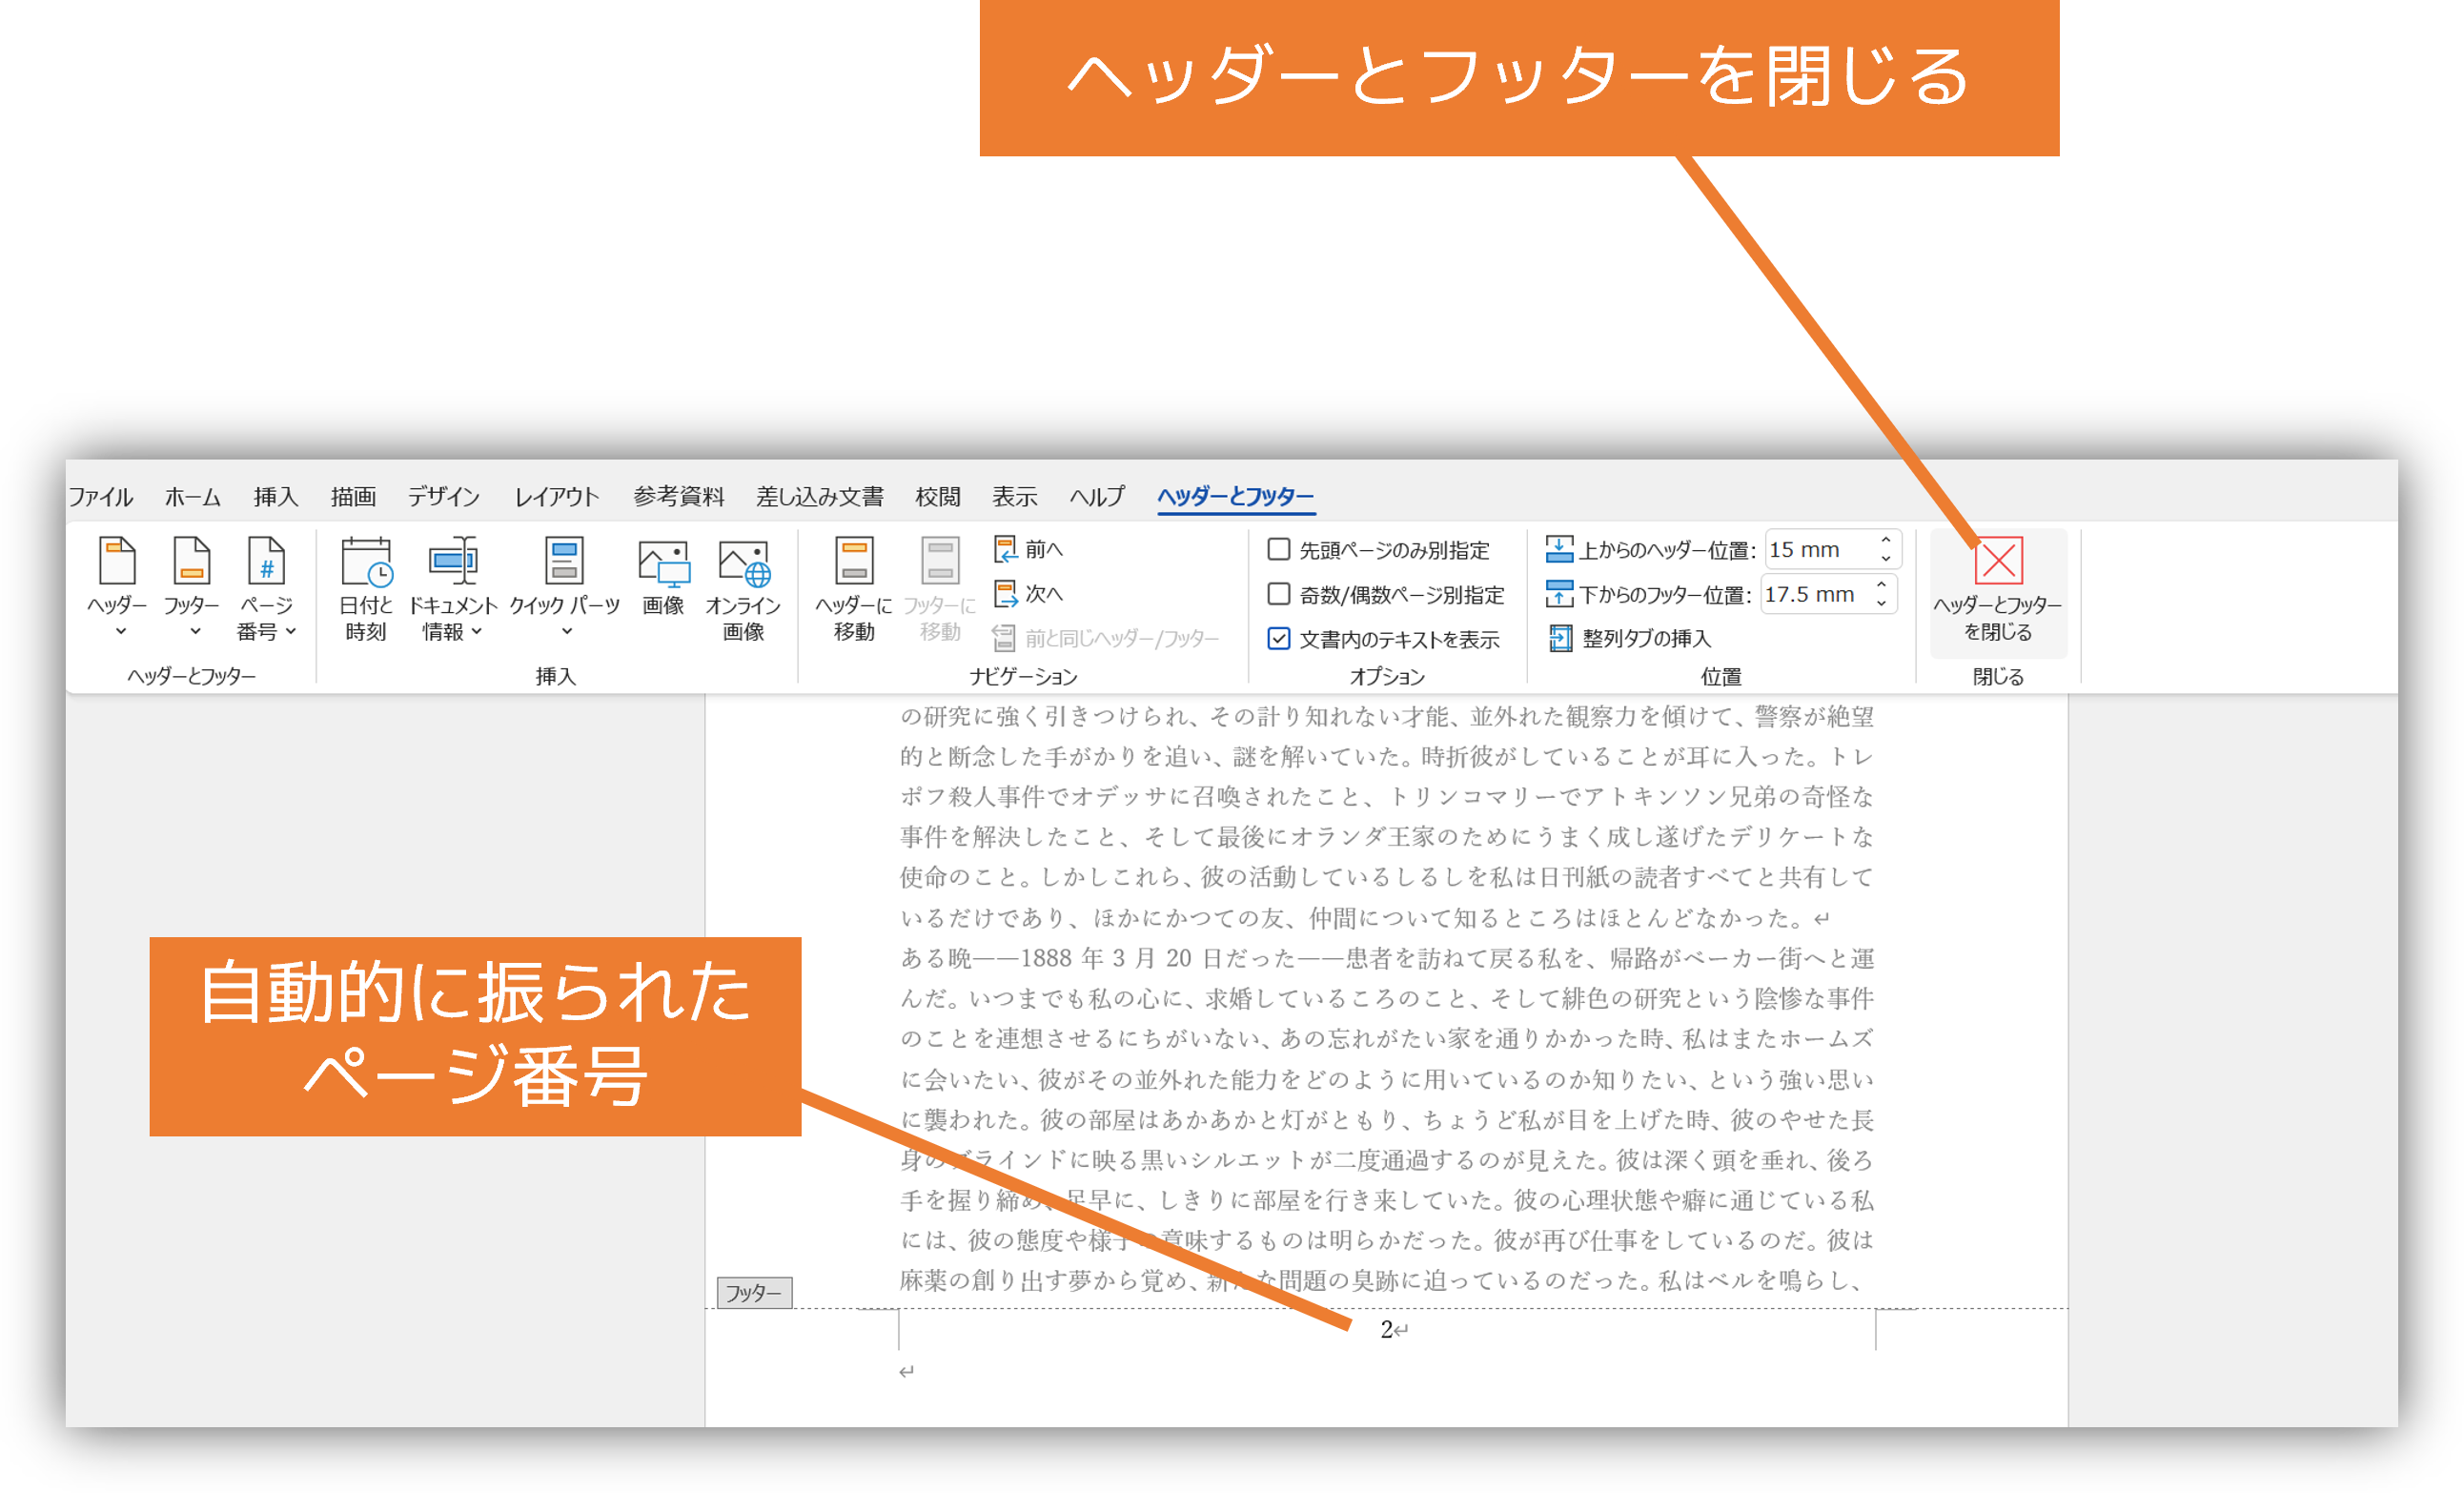 ヘッダーとフッターを閉じる
ファイル ホーム 挿入 描画 デザイン レイアウト 参考資料 差し込み文書 校閲 表示 ヘルプ ヘッダーとフッター
ヘッダー フッター ページ番号
ヘッダーとフッター
日付と時刻 ドキュメント情報 クイック パーツ 画像 オンライン画像
挿入
ヘッダーに移動 フッターに移動
前へ
次へ
前と同じヘッダー/フッター
ナビゲーション
先頭ページのみ別指定
奇数/偶数ページ別指定
文書内のテキストを表示
オプション
上からのヘッダー位置: 15 mm
下からのフッター位置: 17.5 mm
整列タブの挿入
位置
ヘッダーとフッターを閉じる
閉じる
の研究に強く引きつけられ、その計り知れない才能、並外れた観察力を傾けて、警察が絶望
的と断念した手がかりを追い、謎を解いていた。時折彼がしていることが耳に入った。トレ
ポフ殺人事件でオデッサに召喚されたこと、トリンコマリーでアトキンソン兄弟の奇怪な
事件を解決したこと、そして最後にオランダ王家のためにうまく成し遂げたデリケートな
使命のこと。しかしこれら、彼の活動しているしるしを私は日刊紙の読者すべてと共有して
いるだけであり、ほかにかつての友、仲間について知るところはほとんどなかった。↵
ある晩――1888 年 3 月 20 日だった――患者を訪ねて戻る私を、帰路がベーカー街へと運
んだ。いつまでも私の心に、求婚しているころのこと、そして緋色の研究という陰惨な事件
のことを連想させるにちがいない、あの忘れがたい家を通りかかった時、私はまたホームズ
に会いたい、彼がその並外れた能力をどのように用いているのか知りたい、という強い思い
に襲われた。彼の部屋はあかあかと灯がともり、ちょうど私が目を上げた時、彼のやせた長
身のブラインドに映る黒いシルエットが二度通過するのが見えた。彼は深く頭を垂れ、後ろ
手を握り締め、足早に、しきりに部屋を行き来していた。彼の心理状態や癖に通じている私
には、彼の態度や様子の意味するものは明らかだった。彼が再び仕事をしているのだ。彼は
麻薬の創り出す夢から覚め、新たな問題の臭跡に迫っているのだった。私はベルを鳴らし、
自動的に振られた
ページ番号
フッター
2↵
↵